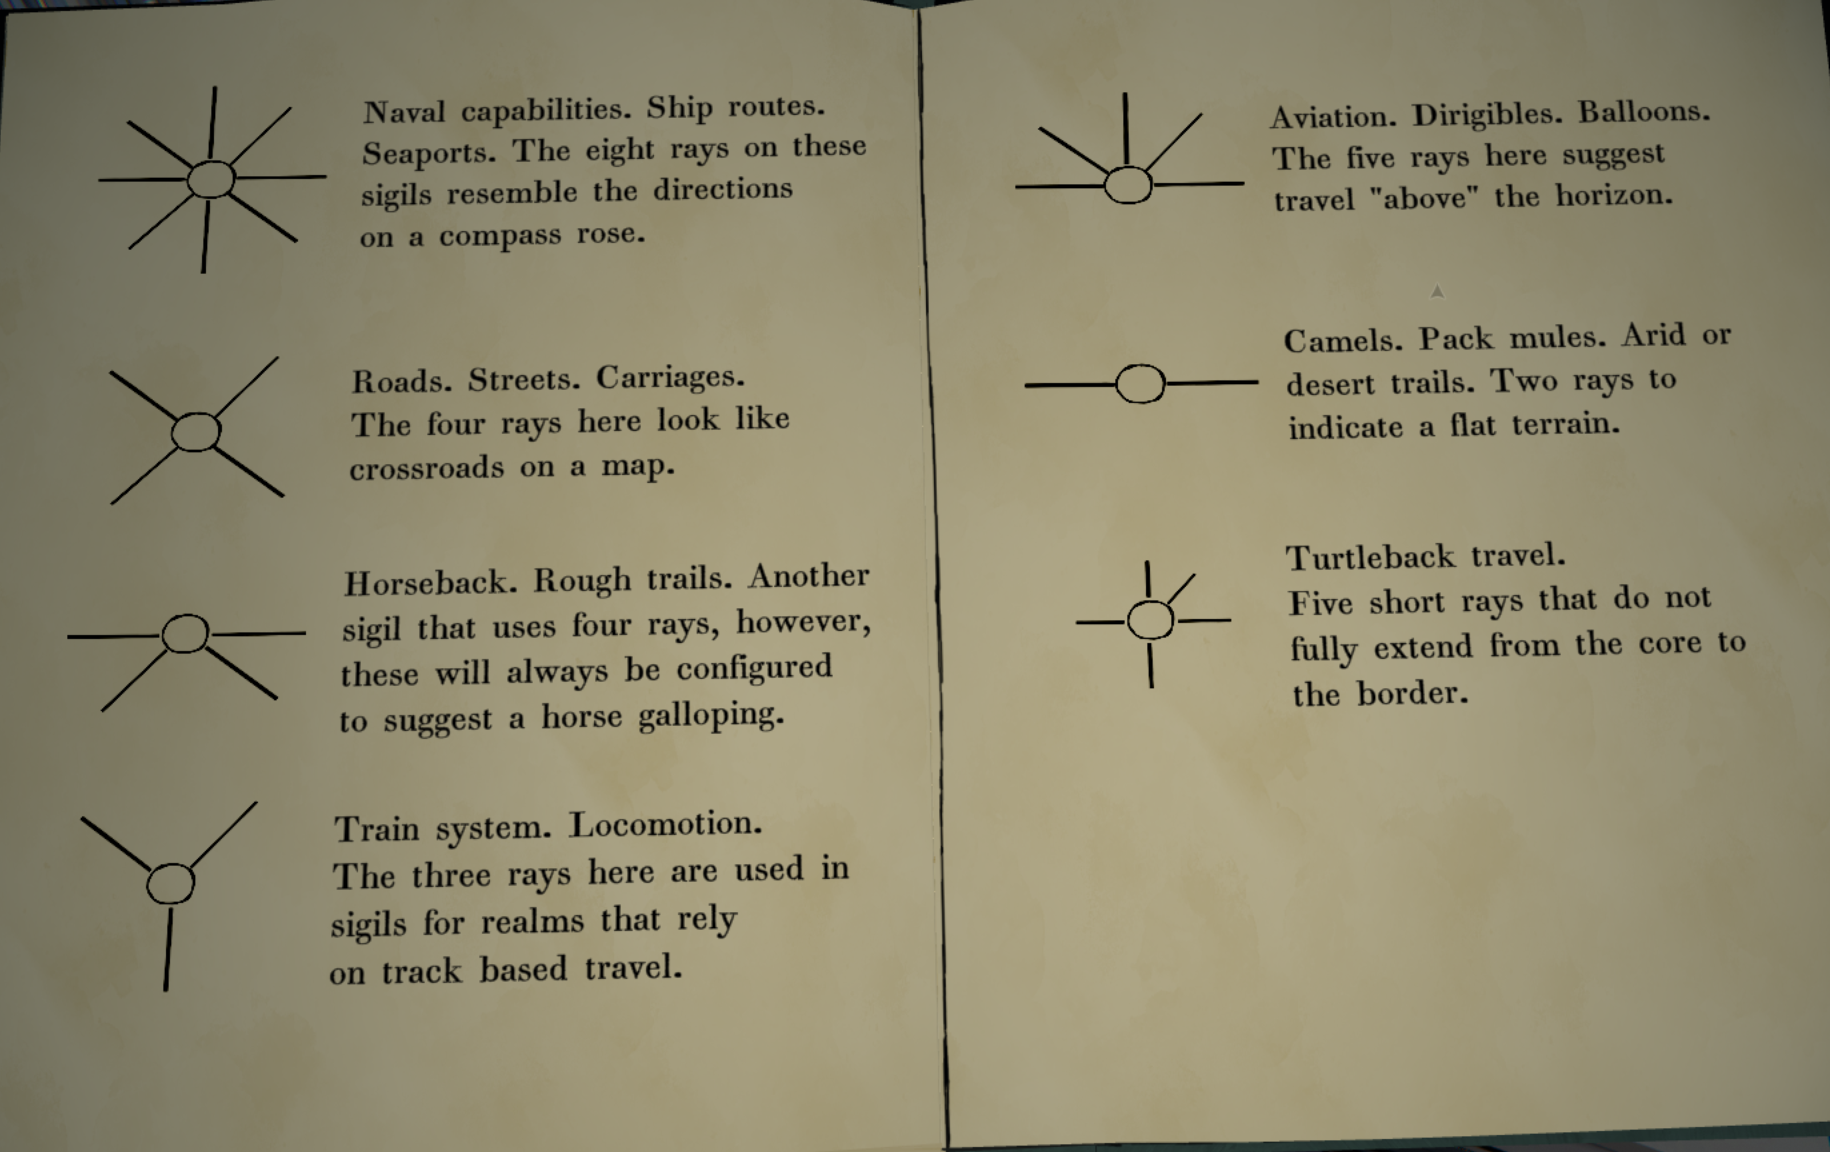 Naval capabilities. Ship routes.
Seaports. The eight rays on these
sigils resemble the directions
on a compass rose.
Roads. Streets. Carriages.
The four rays here look like
crossroads on a map.
Horseback. Rough trails. Another
sigil that uses four rays, however,
these will always be configured
to suggest a horse galloping.
Train system. Locomotion.
The three rays here are used in
sigils for realms that rely
on track based travel.
Aviation. Dirigibles. Balloons.
The five rays here suggest
travel "above" the horizon.
Camels. Pack mules. Arid or
desert trails. Two rays to
indicate a flat terrain.
Turtleback travel.
Five short rays that do not
fully extend from the core to
the border.